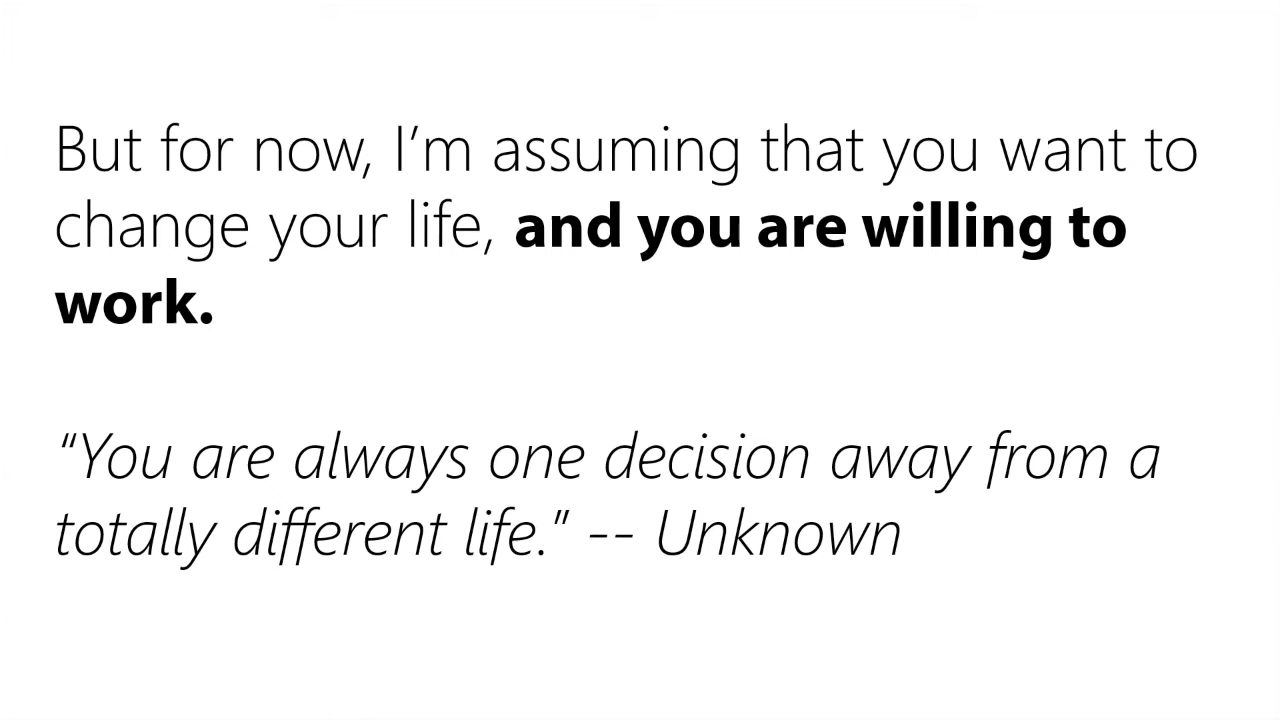 But for now, I’m assuming that you want to
change your life, and you are willing to
work.
“You are always one decision away from a
totally different life.” -- Unknown